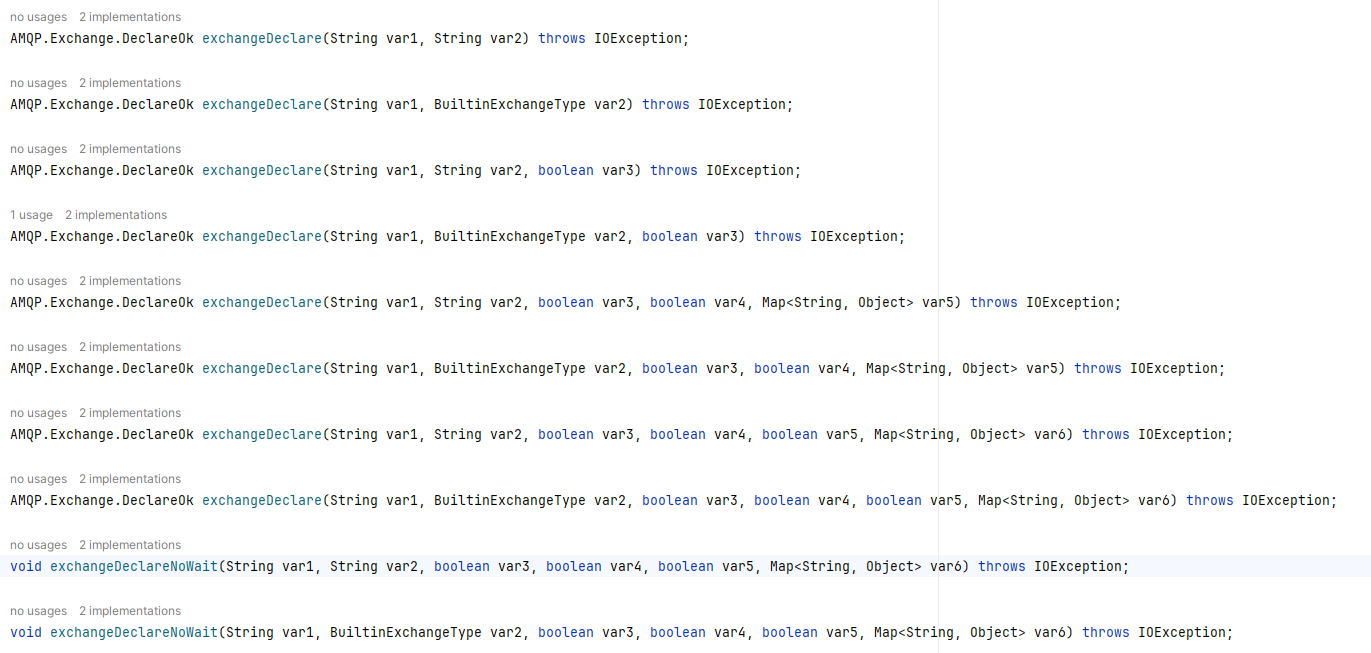 no usages 2 implementations
AMQP.Exchange.DeclareOk exchangeDeclare(String var1, String var2) throws IOException;
no usages 2 implementations
AMQP.Exchange.DeclareOk exchangeDeclare(String var1, BuiltinExchangeType var2) throws IOException;
no usages 2 implementations
AMQP.Exchange.DeclareOk exchangeDeclare(String var1, String var2, boolean var3) throws IOException;
1 usage 2 implementations
AMQP.Exchange.DeclareOk exchangeDeclare(String var1, BuiltinExchangeType var2, boolean var3) throws IOException;
no usages 2 implementations
AMQP.Exchange.DeclareOk exchangeDeclare(String var1, String var2, boolean var3, boolean var4, Map<String, Object> var5) throws IOException;
no usages 2 implementations
AMQP.Exchange.DeclareOk exchangeDeclare(String var1, BuiltinExchangeType var2, boolean var3, boolean var4, Map<String, Object> var5) throws IOException;
no usages 2 implementations
AMQP.Exchange.DeclareOk exchangeDeclare(String var1, String var2, boolean var3, boolean var4, boolean var5, Map<String, Object> var6) throws IOException;
no usages 2 implementations
AMQP.Exchange.DeclareOk exchangeDeclare(String var1, BuiltinExchangeType var2, boolean var3, boolean var4, boolean var5, Map<String, Object> var6) throws IOException;
no usages 2 implementations
void exchangeDeclareNoWait(String var1, String var2, boolean var3, boolean var4, boolean var5, Map<String, Object> var6) throws IOException;
no usages 2 implementations
void exchangeDeclareNoWait(String var1, BuiltinExchangeType var2, boolean var3, boolean var4, boolean var5, Map<String, Object> var6) throws IOException;